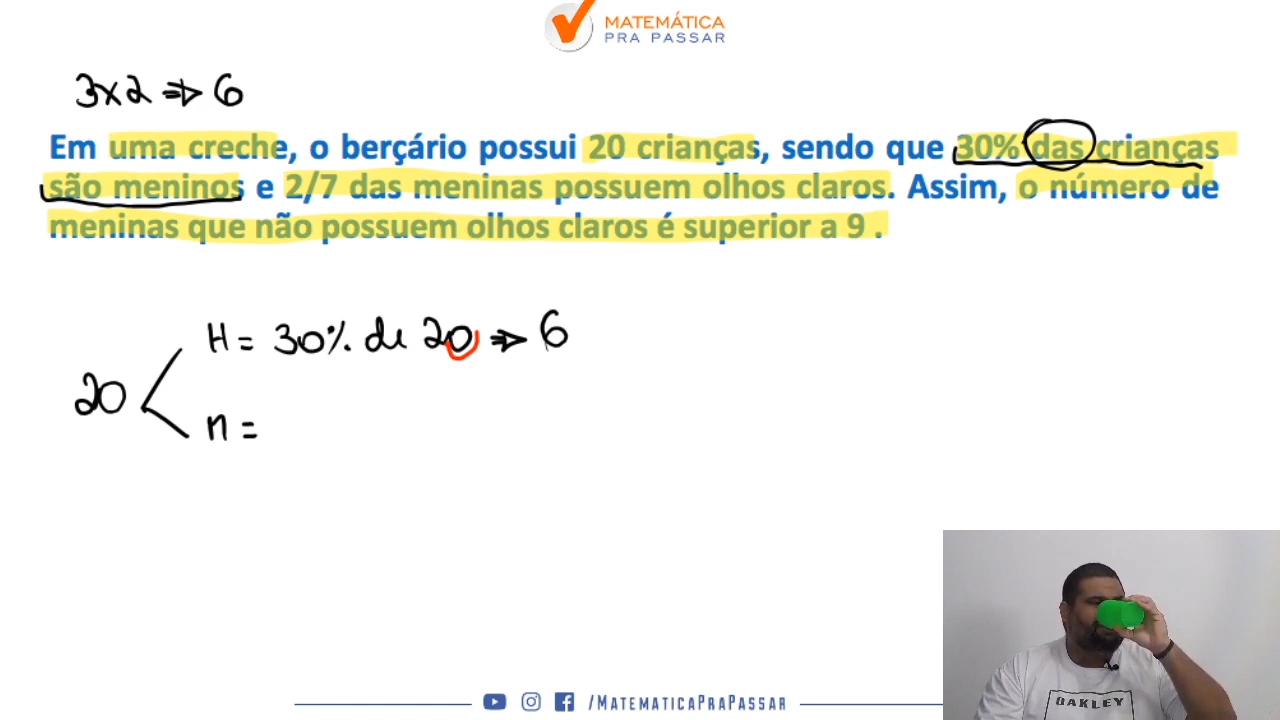 MATEMÁTICA
PRA PASSAR
3x2 ⇒ 6
Em uma creche, o berçário possui 20 crianças, sendo que 30% das crianças
são meninos e 2/7 das meninas possuem olhos claros. Assim, o número de
meninas que não possuem olhos claros é superior a 9 .
H = 30% de 20 ⇒ 6
20
n =
OAKLEY
/MATEMATICAPRAPASSAR